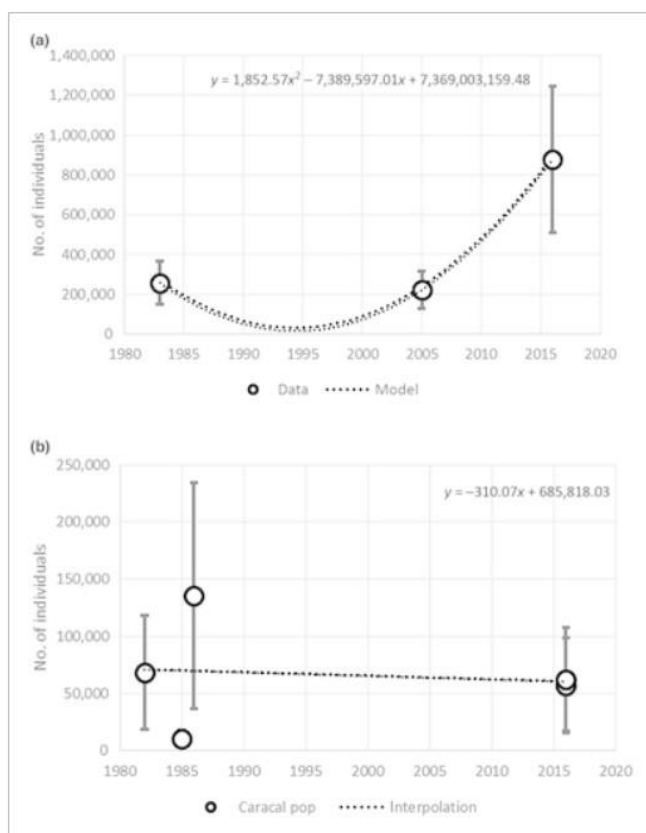 (a)
1,400,000
y = 1,852.57x² – 7,389,597.01x + 7,369,003,159.48
1,200,000
1,000,000
800,000
600,000
400,000
200,000
0
No. of individuals
1980 1985 1990 1995 2000 2005 2010 2015 2020
Data Model
(b)
250,000
y = –310.07x + 685,818.03
200,000
150,000
100,000
50,000
0
No. of individuals
1980 1985 1990 1995 2000 2005 2010 2015 2020
Caracal pop Interpolation